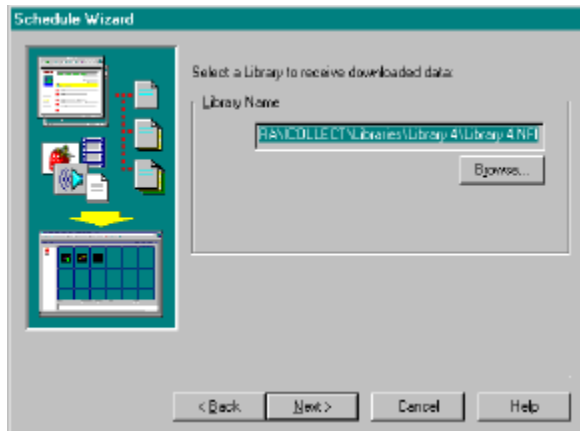 Schedule Wizard
Select a Library to receive downloaded data:
Library Name
RA\ICOLLECT\Libraries\Library 4\Library 4.NFI
Browse...
< Back
Next >
Cancel
Help